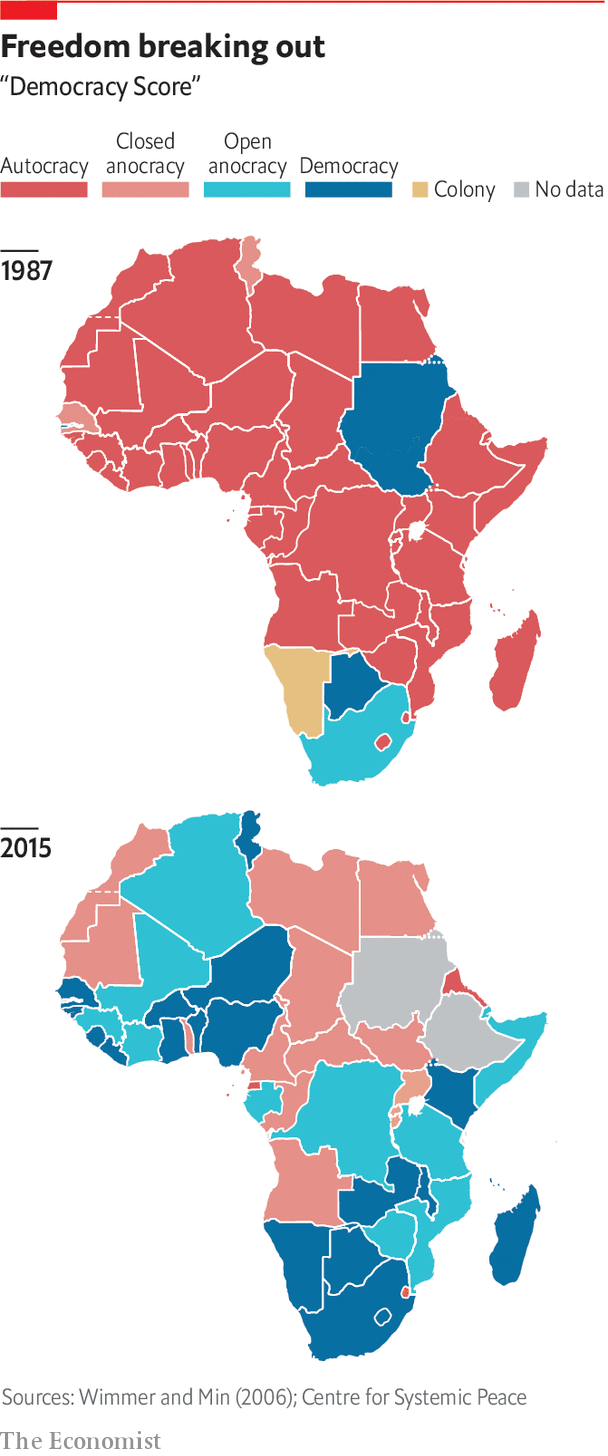 Freedom breaking out
“Democracy Score”
Closed Open
Autocracy anocracy anocracy Democracy Colony No data
1987
2015
Sources: Wimmer and Min (2006); Centre for Systemic Peace
The Economist